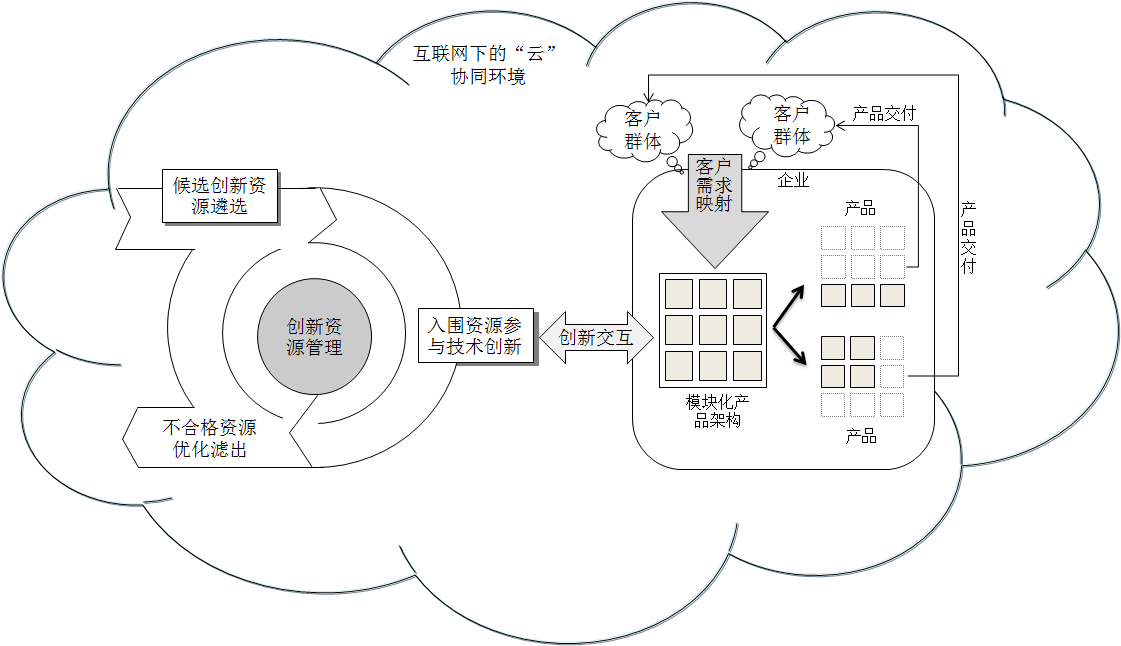 互联网下的“云”
协同环境
客户
群体
客户
群体
产品交付
候选创新资
源遴选
客户
需求
映射
企业
产品
产
品
交
付
创新资
源管理
入围资源参
与技术创新
创新交互
模块化产
品架构
不合格资源
优化滤出
产品